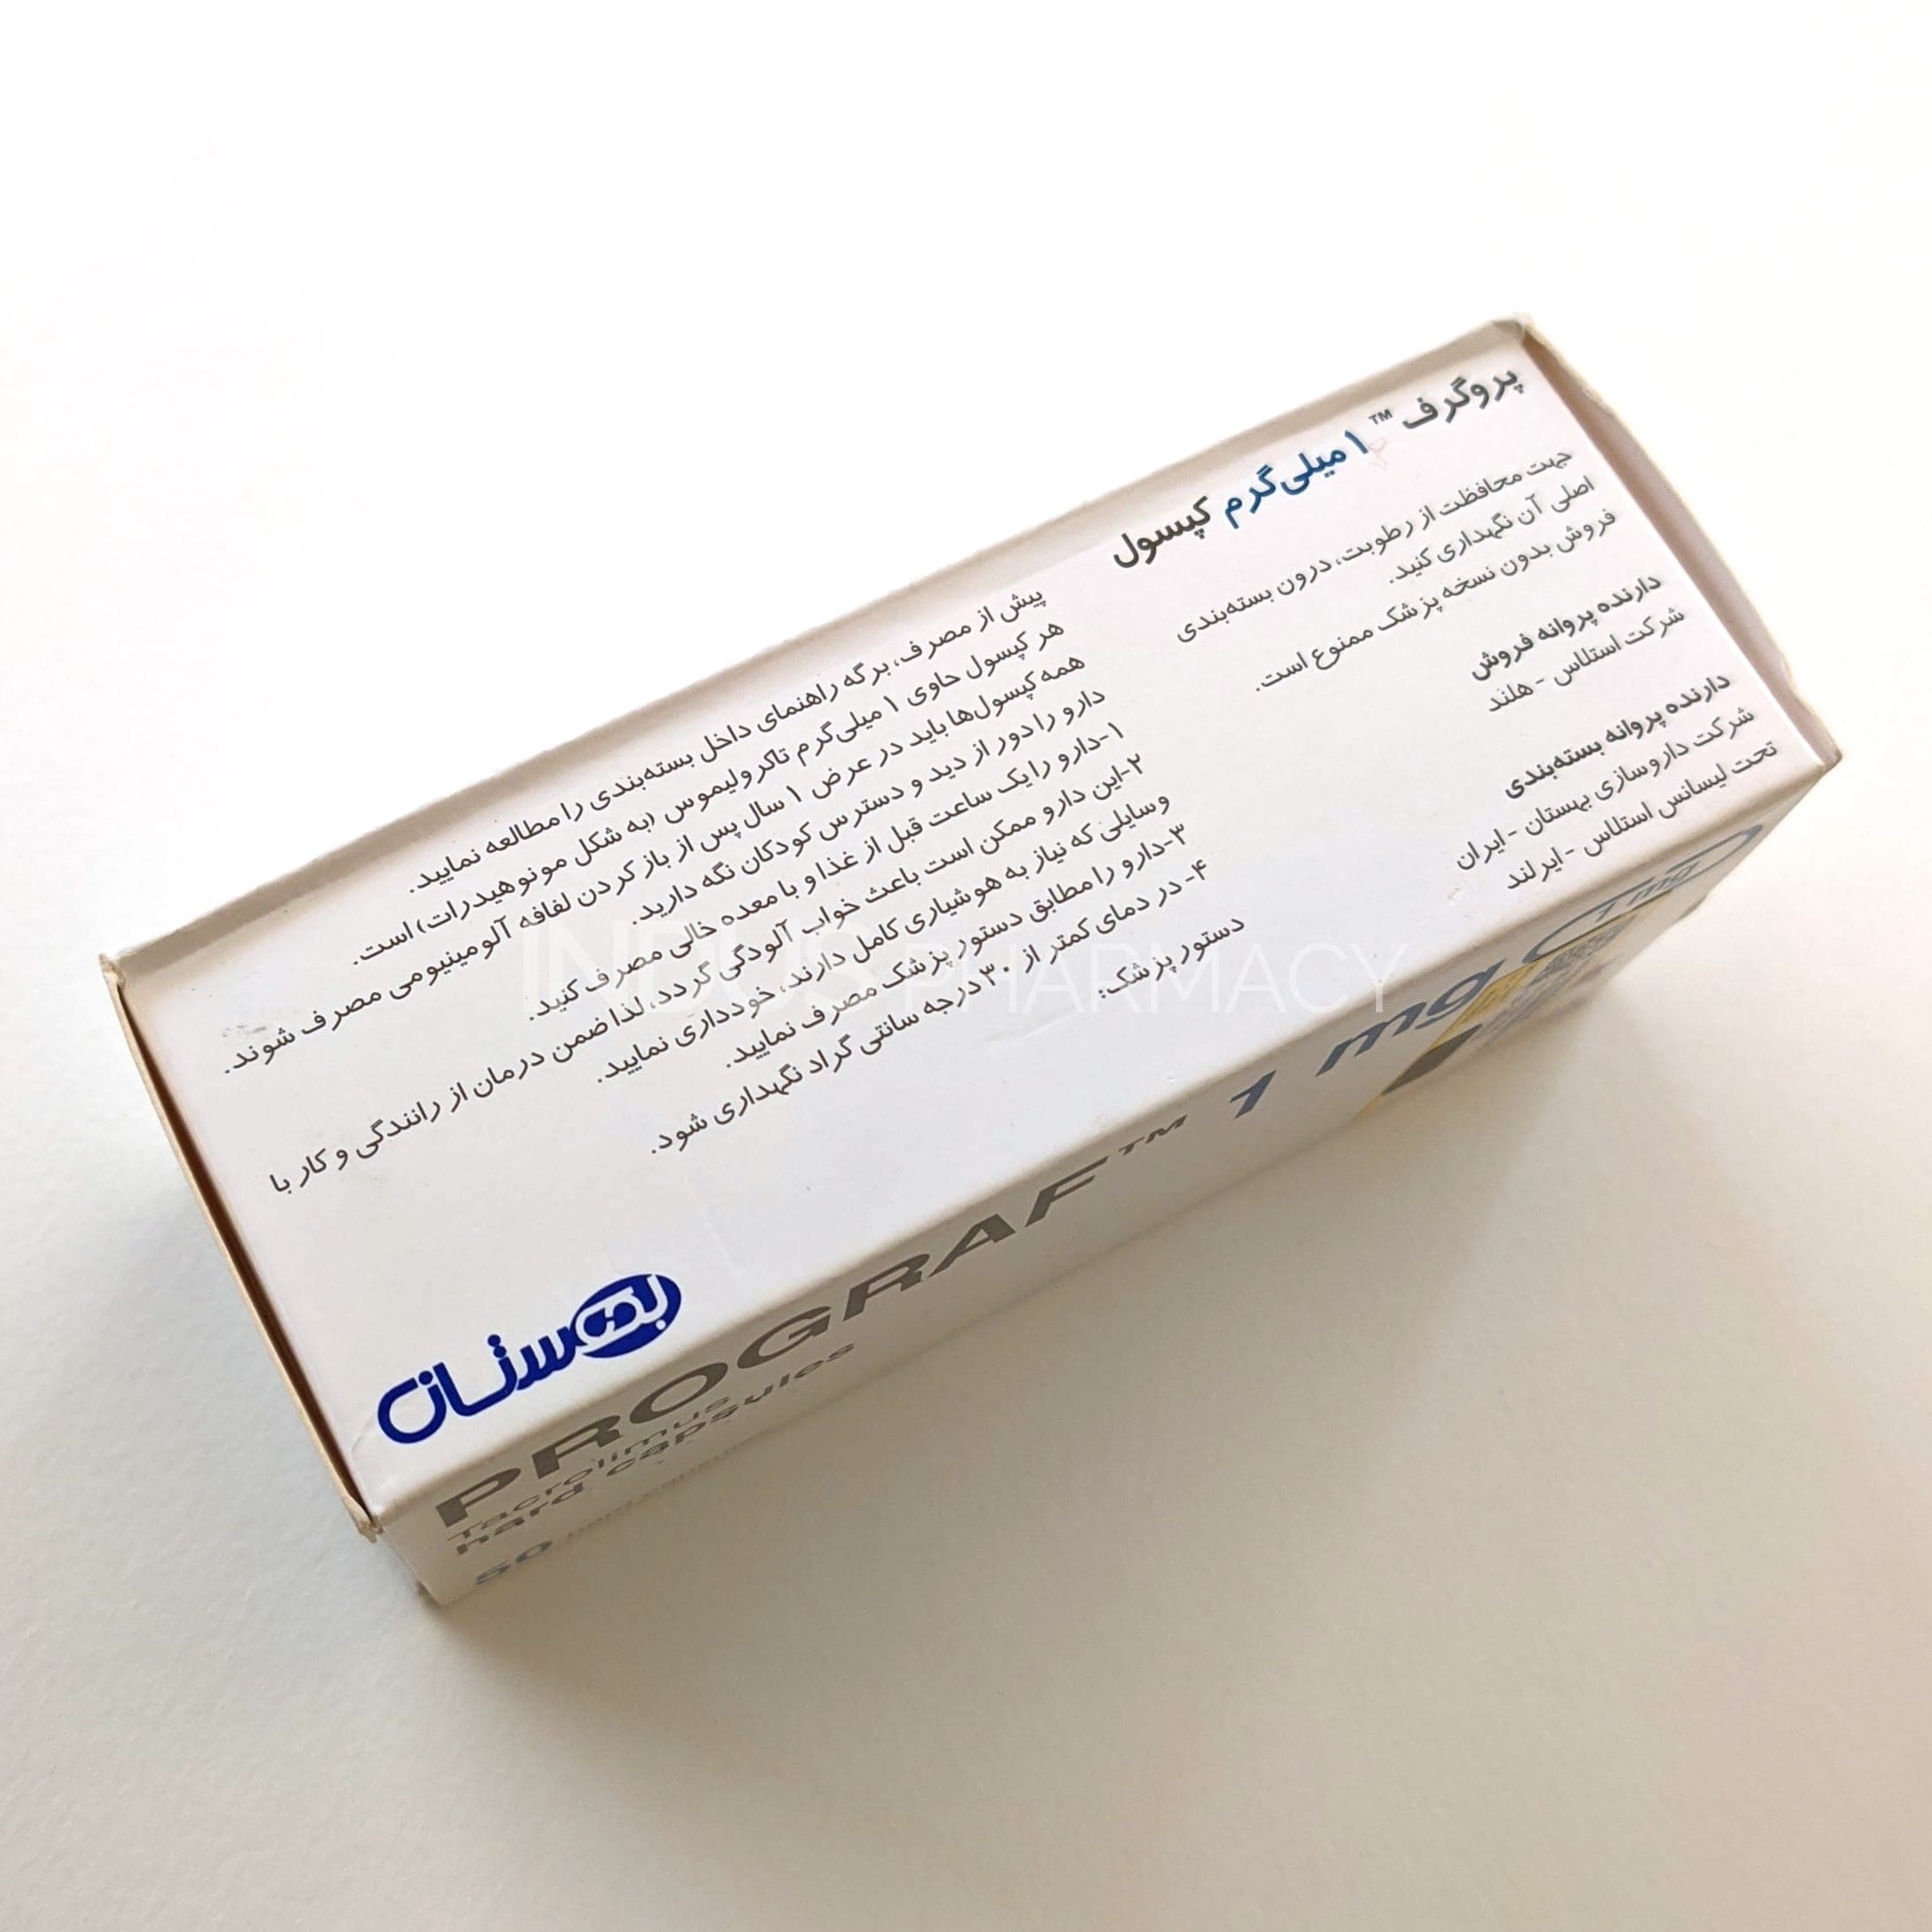 پروگرف ™ ۱ میلی‌گرم کپسول
جهت محافظت از رطوبت، درون بسته‌بندی
اصلی آن نگهداری کنید.
فروش بدون نسخه پزشک ممنوع است.
دارنده پروانه فروش
شرکت استلاس - هلند
دارنده پروانه بسته‌بندی
شرکت داروسازی بهستان - ایران
تحت لیسانس استلاس - ایرلند
پیش از مصرف، برگه راهنمای داخل بسته‌بندی را مطالعه نمایید.
هر کپسول حاوی ۱ میلی‌گرم تاکرولیموس (به شکل مونوهیدرات) است.
همه کپسول‌ها باید در عرض ۱ سال پس از باز کردن لفافه آلومینیومی مصرف شوند.
دارو را دور از دید و دسترس کودکان نگه دارید.
۱-دارو را یک ساعت قبل از غذا و با معده خالی مصرف کنید.
۲-این دارو ممکن است باعث خواب آلودگی گردد، لذا ضمن درمان از رانندگی و کار با
وسایلی که نیاز به هوشیاری کامل دارند، خودداری نمایید.
۳-دارو را مطابق دستور پزشک مصرف نمایید.
۴- در دمای کمتر از ۳۰ درجه سانتی گراد نگهداری شود.
دستور پزشک:
بهستان
INDUS PHARMACY
PROGRAF™ 1 mg
1 mg
Tacrolimus
hard capsules
50